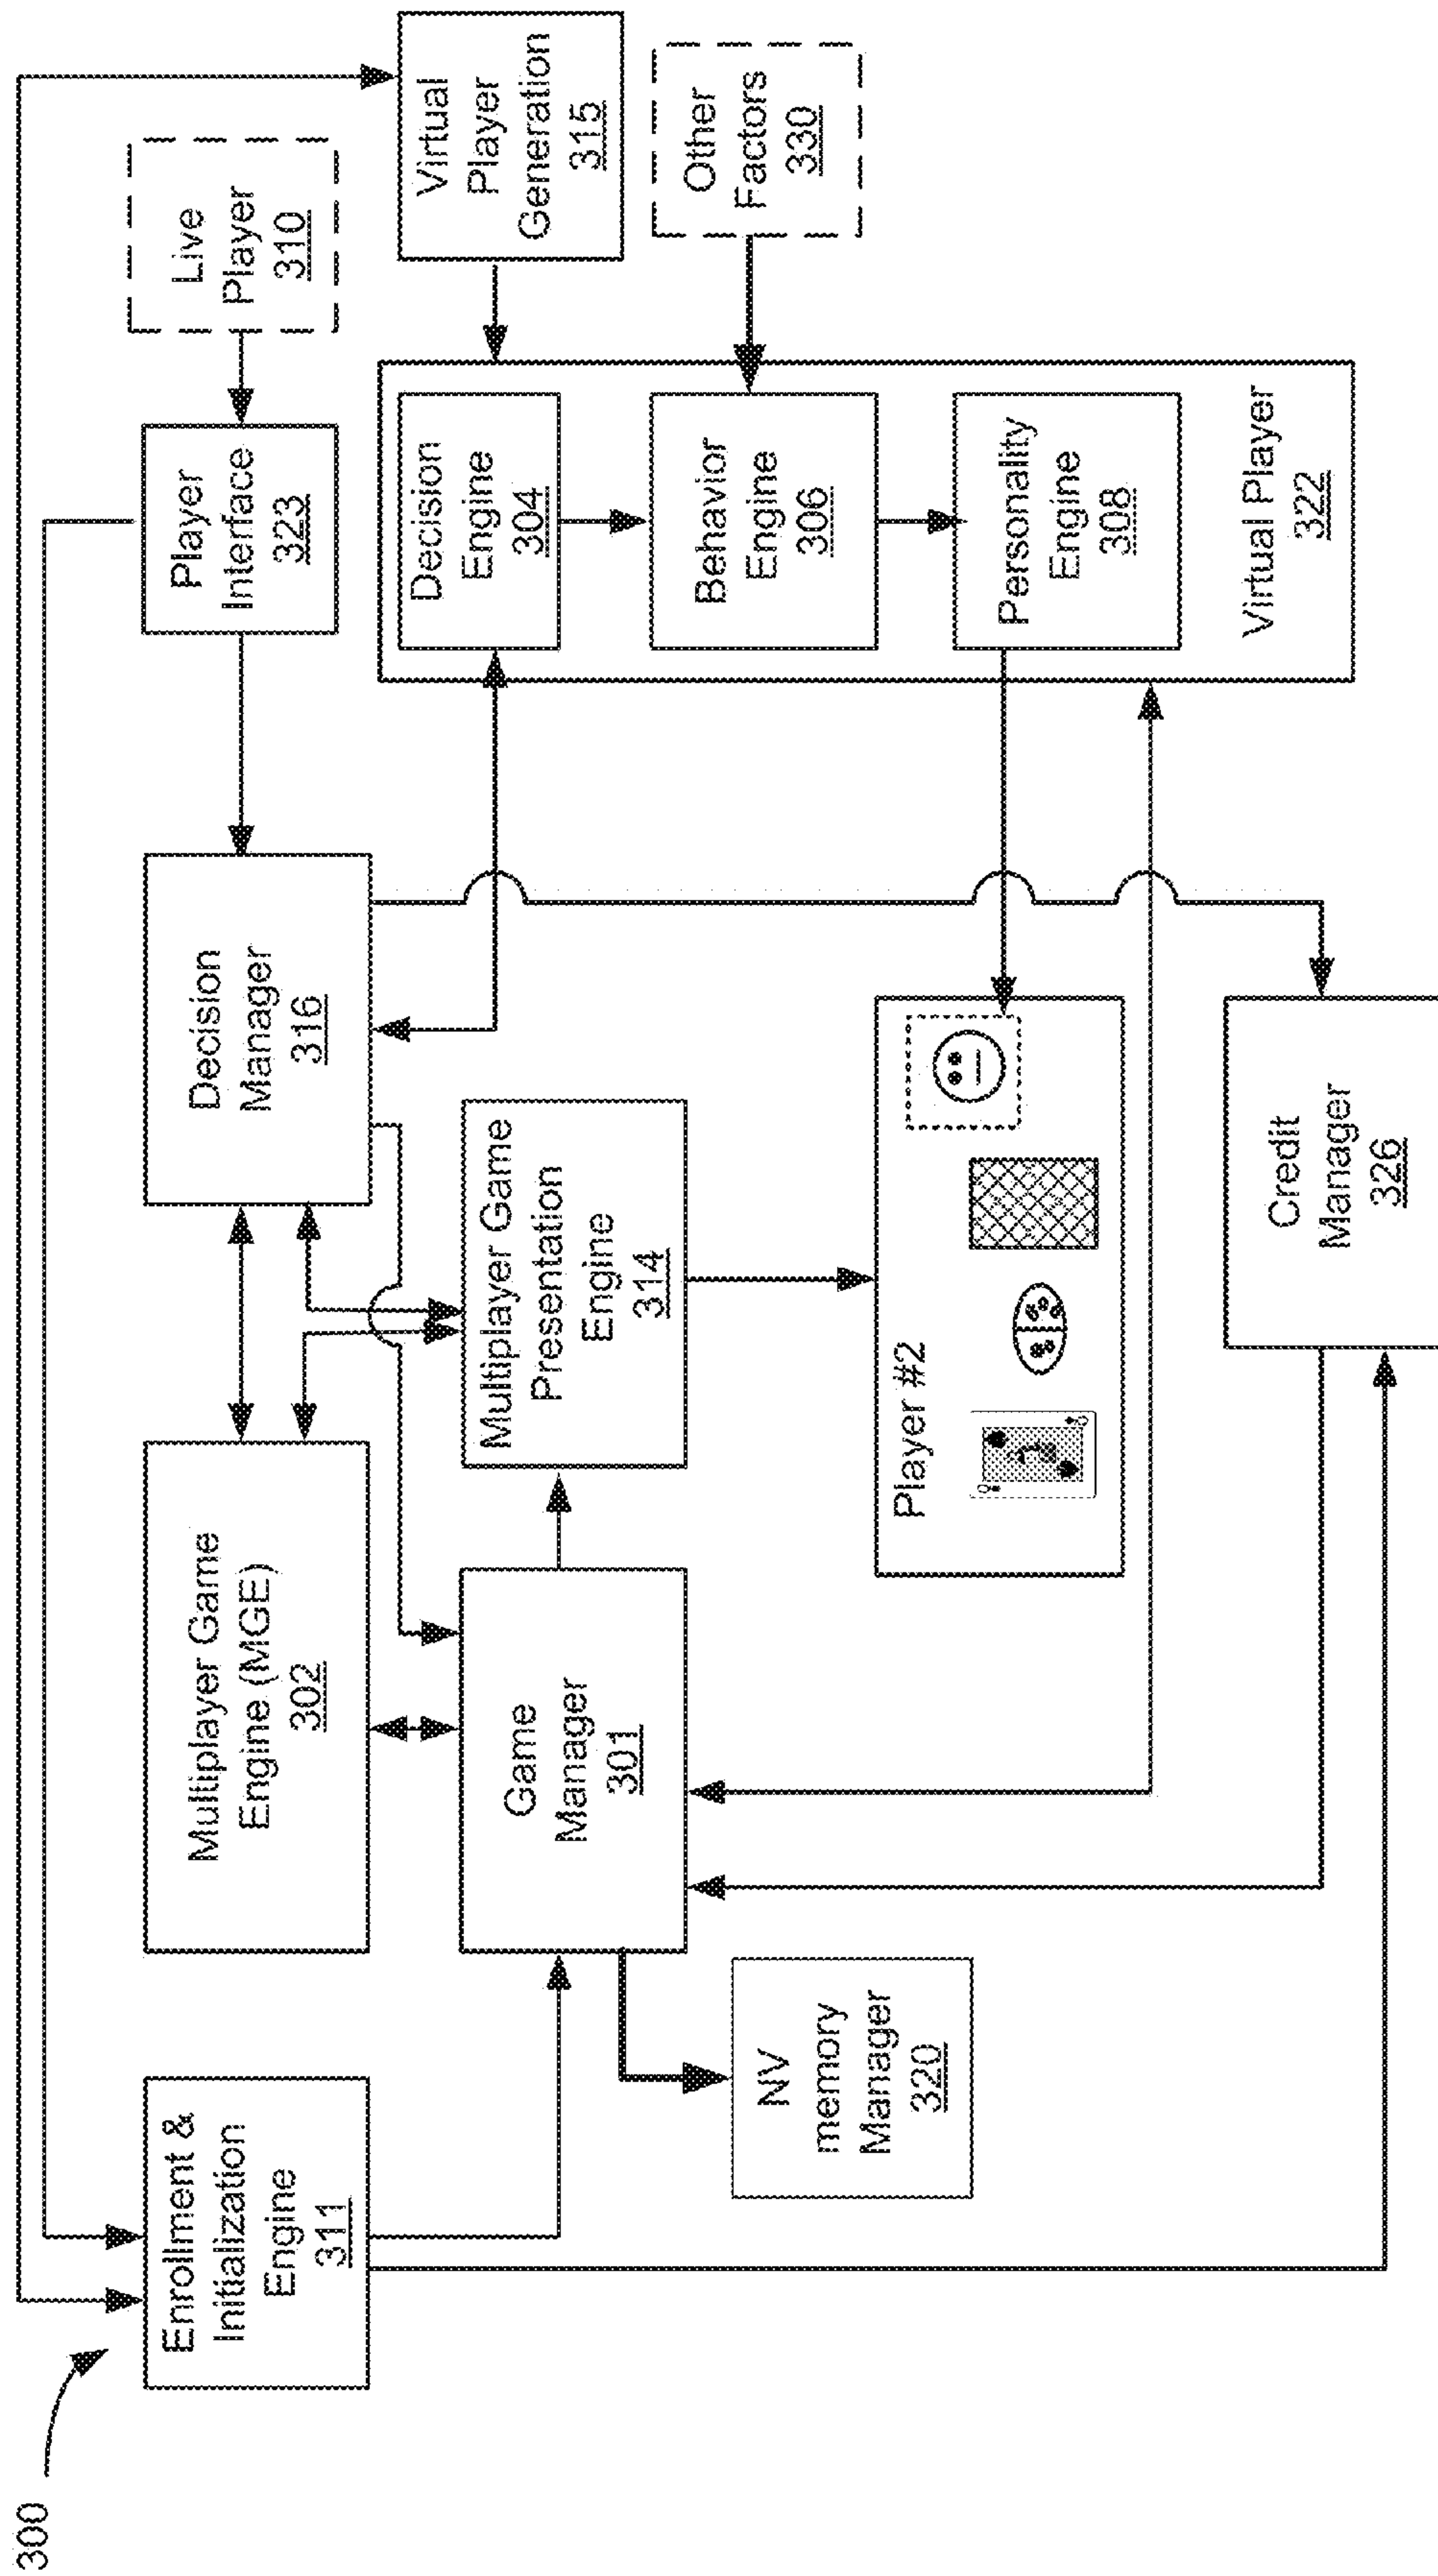 300
Enrollment &
Initialization
Engine
311
Multiplayer Game
Engine (MGE)
302
Decision
Manager
316
Player
Interface
323
Live
Player
310
Virtual
Player
Generation
315
Game
Manager
301
Multiplayer Game
Presentation
Engine
314
Decision
Engine
304
Behavior
Engine
306
Personality
Engine
308
Virtual Player
322
Other
Factors
330
NV
memory
Manager
320
Player #2
Q
Q
Credit
Manager
326